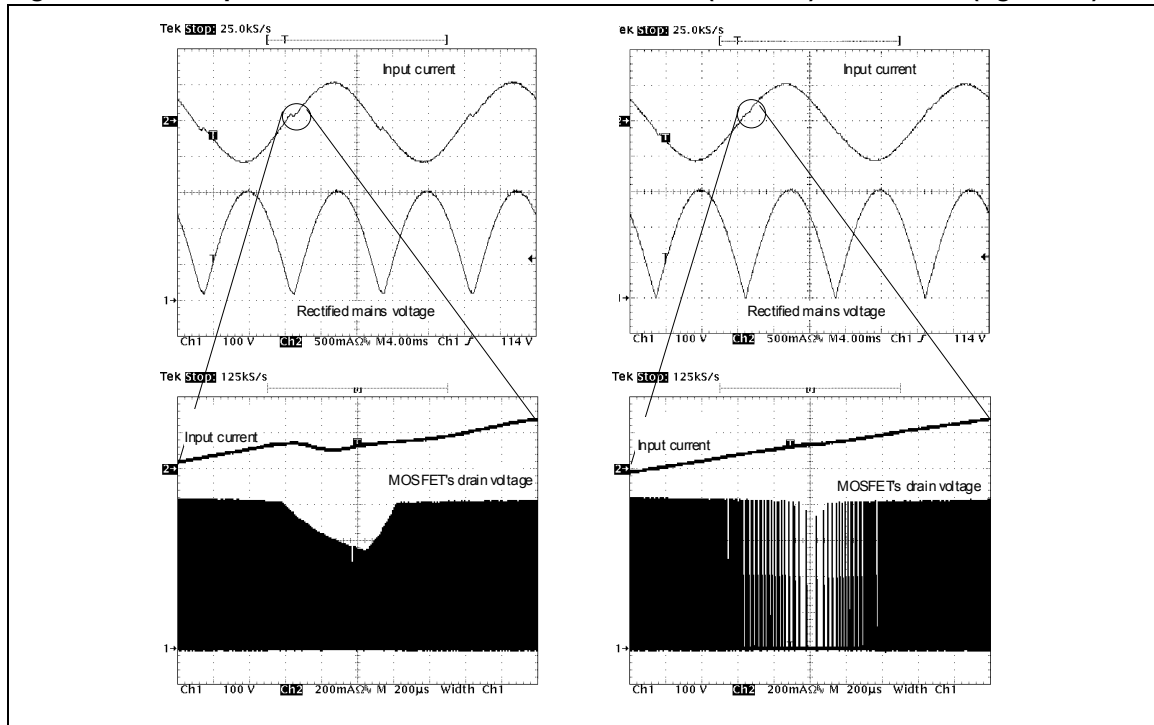 Tek Stop: 25.0kS/s
[ T ]
Input current
2→
T
T
Rectified mains voltage
1→
Ch1 100 V Ch2 500mAΩ M4.00ms Ch1 114 V
ek Stop: 25.0kS/s
[ T ]
Input current
2→
T
T
Rectified mains voltage
1→
Ch1 100 V Ch2 500mAΩ M4.00ms Ch1 114 V
Tek Stop: 125kS/s
Input current
T
2→
MOSFET's drain voltage
1→
Ch1 100 V Ch2 200mAΩ M 200µs Width Ch1
Tek Stop: 125kS/s
Input current
T
2→
MOSFET's drain voltage
1→
Ch1 100 V Ch2 200mAΩ M 200µs Width Ch1